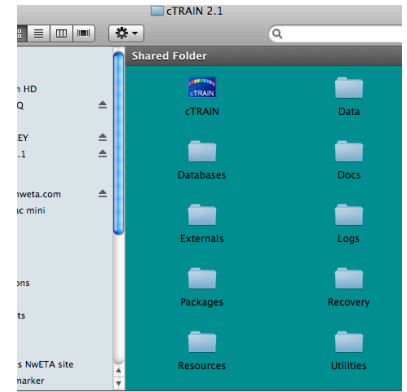 cTRAIN 2.1
Shared Folder
HD
Q
EY
.1
nweta.com
ac mini
ons
ts
s NwETA site
marker
cTRAIN
cTRAIN
Data
Databases
Docs
Externals
Logs
Packages
Recovery
Resources
Utilities